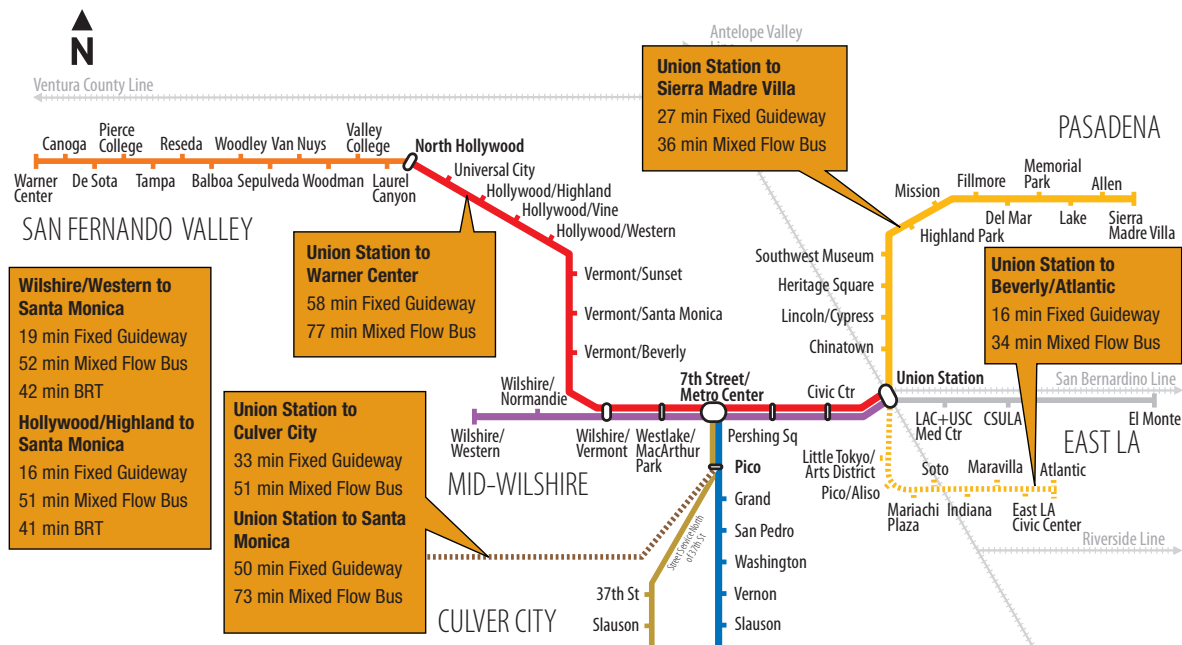 N
Antelope Valley
Line
Ventura County Line
Union Station to
Sierra Madre Villa
27 min Fixed Guideway
36 min Mixed Flow Bus
PASADENA
Canoga
Pierce
College
Reseda
Woodley
Van Nuys
Valley
College
North Hollywood
Warner
Center
De Sota
Tampa
Balboa
Sepulveda
Woodman
Laurel
Canyon
SAN FERNANDO VALLEY
Universal City
Hollywood/Highland
Hollywood/Vine
Hollywood/Western
Vermont/Sunset
Vermont/Santa Monica
Vermont/Beverly
Mission
Fillmore
Memorial
Park
Allen
Highland Park
Del Mar
Lake
Sierra
Madre Villa
Southwest Museum
Heritage Square
Lincoln/Cypress
Chinatown
Union Station to
Warner Center
58 min Fixed Guideway
77 min Mixed Flow Bus
Union Station to
Beverly/Atlantic
16 min Fixed Guideway
34 min Mixed Flow Bus
Wilshire/Western to
Santa Monica
19 min Fixed Guideway
52 min Mixed Flow Bus
42 min BRT
Hollywood/Highland to
Santa Monica
16 min Fixed Guideway
51 min Mixed Flow Bus
41 min BRT
Union Station to
Culver City
33 min Fixed Guideway
51 min Mixed Flow Bus
Union Station to Santa
Monica
50 min Fixed Guideway
73 min Mixed Flow Bus
Wilshire/
Normandie
7th Street/
Metro Center
Civic Ctr
Union Station
San Bernardino Line
Wilshire/
Western
Wilshire/
Vermont
Westlake/
MacArthur
Park
Pershing Sq
LAC+USC
Med Ctr
CSULA
El Monte
EAST LA
MID-WILSHIRE
Little Tokyo/
Arts District
Pico/Aliso
Soto
Maravilla
Atlantic
Mariachi
Plaza
Indiana
East LA
Civic Center
Riverside Line
Pico
Grand
San Pedro
Washington
Vernon
Slauson
Street Service North
of 37th St
37th St
Slauson
CULVER CITY